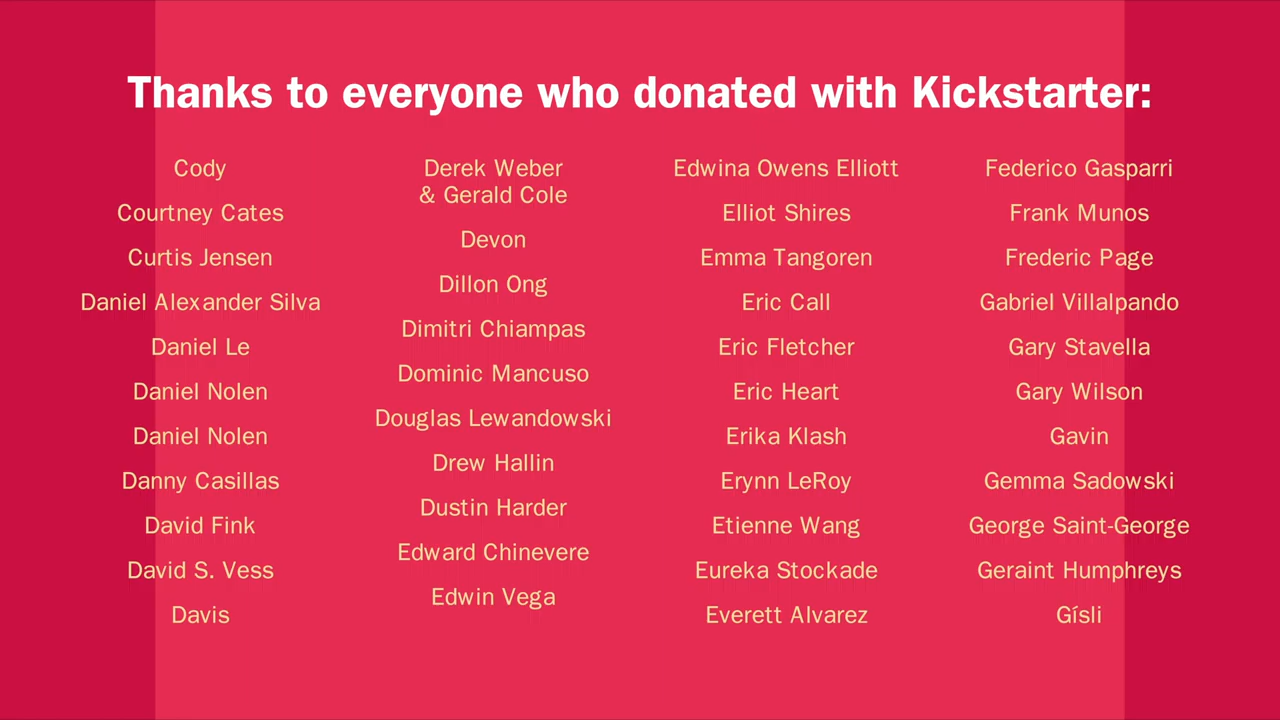 Thanks to everyone who donated with Kickstarter:
Cody
Courtney Cates
Curtis Jensen
Daniel Alexander Silva
Daniel Le
Daniel Nolen
Daniel Nolen
Danny Casillas
David Fink
David S. Vess
Davis
Derek Weber
& Gerald Cole
Devon
Dillon Ong
Dimitri Chiampas
Dominic Mancuso
Douglas Lewandowski
Drew Hallin
Dustin Harder
Edward Chinevere
Edwin Vega
Edwina Owens Elliott
Elliot Shires
Emma Tangoren
Eric Call
Eric Fletcher
Eric Heart
Erika Klash
Erynn LeRoy
Etienne Wang
Eureka Stockade
Everett Alvarez
Federico Gasparri
Frank Munos
Frederic Page
Gabriel Villalpando
Gary Stavella
Gary Wilson
Gavin
Gemma Sadowski
George Saint-George
Geraint Humphreys
Gísli